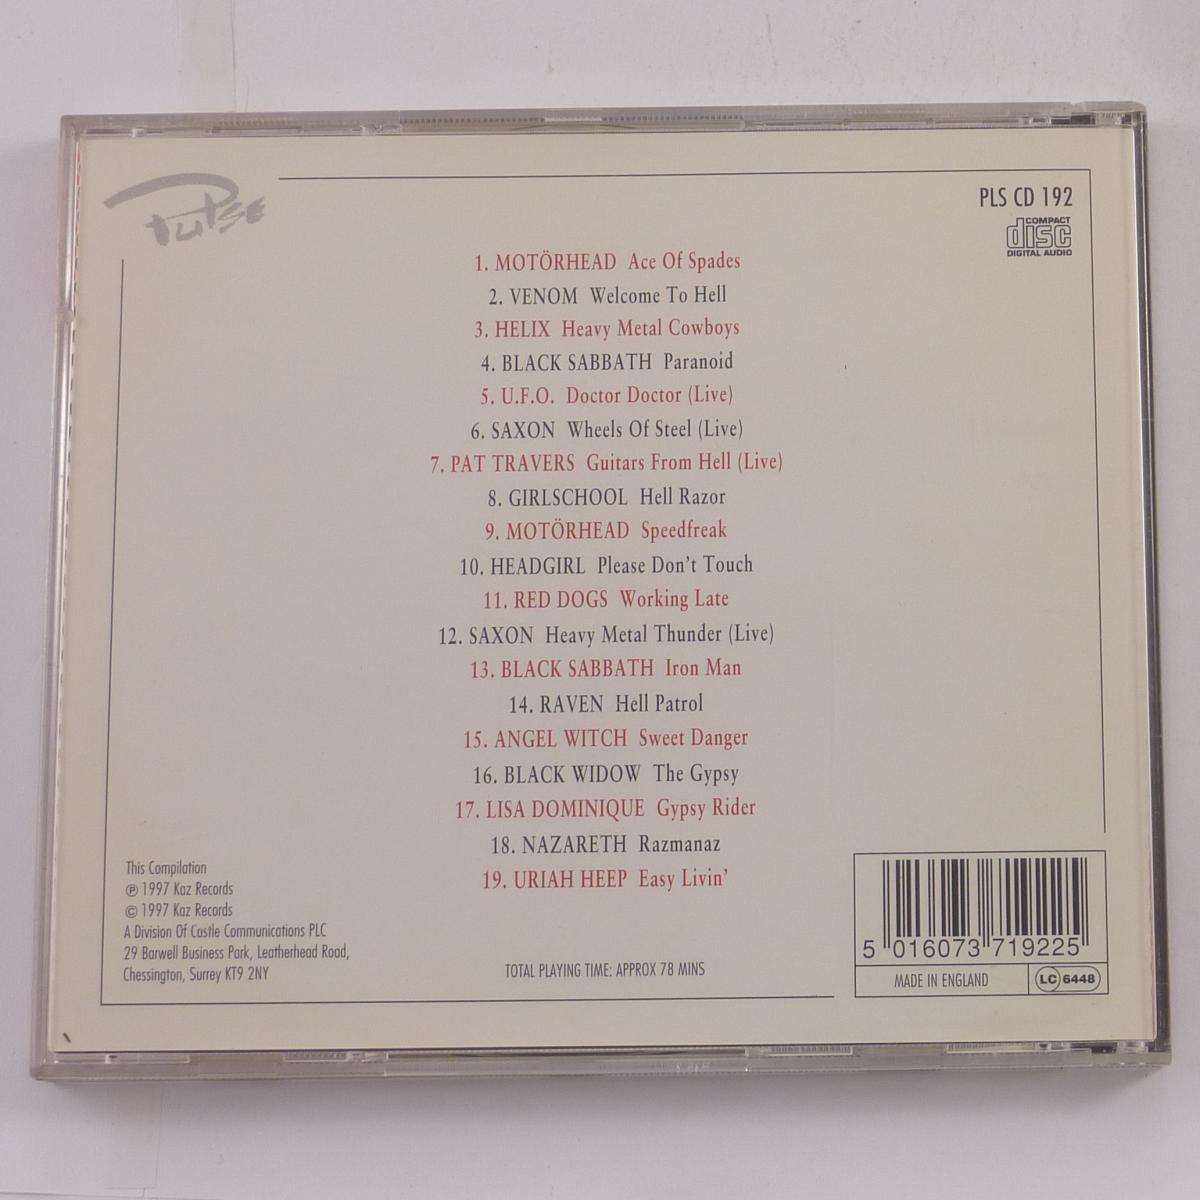 Pulse
PLS CD 192
COMPACT
disc
DIGITAL AUDIO
1. MOTÖRHEAD Ace Of Spades
2. VENOM Welcome To Hell
3. HELIX Heavy Metal Cowboys
4. BLACK SABBATH Paranoid
5. U.F.O. Doctor Doctor (Live)
6. SAXON Wheels Of Steel (Live)
7. PAT TRAVERS Guitars From Hell (Live)
8. GIRLSCHOOL Hell Razor
9. MOTÖRHEAD Speedfreak
10. HEADGIRL Please Don't Touch
11. RED DOGS Working Late
12. SAXON Heavy Metal Thunder (Live)
13. BLACK SABBATH Iron Man
14. RAVEN Hell Patrol
15. ANGEL WITCH Sweet Danger
16. BLACK WIDOW The Gypsy
17. LISA DOMINIQUE Gypsy Rider
18. NAZARETH Razmanaz
19. URIAH HEEP Easy Livin'
This Compilation
℗ 1997 Kaz Records
© 1997 Kaz Records
A Division Of Castle Communications PLC
29 Barwell Business Park, Leatherhead Road,
Chessington, Surrey KT9 2NY
TOTAL PLAYING TIME: APPROX 78 MINS
5 016073 719225
MADE IN ENGLAND
LC 6448